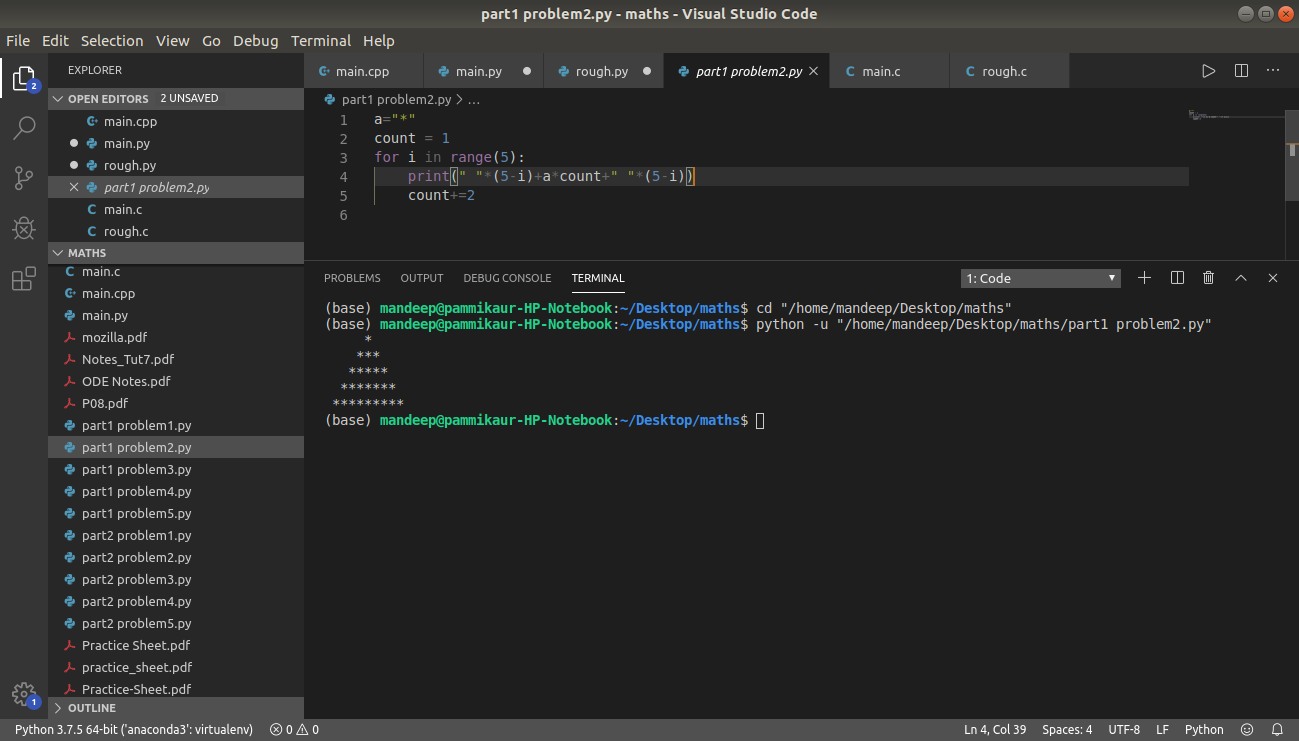 part1 problem2.py - maths - Visual Studio Code
File Edit Selection View Go Debug Terminal Help
EXPLORER
OPEN EDITORS 2 UNSAVED
main.cpp
main.py
rough.py
part1 problem2.py
main.c
rough.c
MATHS
main.c
main.cpp
main.py
mozilla.pdf
Notes_Tut7.pdf
ODE Notes.pdf
P08.pdf
part1 problem1.py
part1 problem2.py
part1 problem3.py
part1 problem4.py
part1 problem5.py
part2 problem1.py
part2 problem2.py
part2 problem3.py
part2 problem4.py
part2 problem5.py
Practice Sheet.pdf
practice_sheet.pdf
Practice-Sheet.pdf
OUTLINE
2
1
main.cpp main.py rough.py part1 problem2.py main.c rough.c
part1 problem2.py > ...
1 a="*"
2 count = 1
3 for i in range(5):
4     print(" "*(5-i)+a*count+" "*(5-i))
5     count+=2
6
PROBLEMS OUTPUT DEBUG CONSOLE TERMINAL 1: Code
(base) mandeep@pammikaur-HP-Notebook:~/Desktop/maths$ cd "/home/mandeep/Desktop/maths"
(base) mandeep@pammikaur-HP-Notebook:~/Desktop/maths$ python -u "/home/mandeep/Desktop/maths/part1 problem2.py"
     *
    ***
   *****
  *******
 *********
(base) mandeep@pammikaur-HP-Notebook:~/Desktop/maths$
Python 3.7.5 64-bit ('anaconda3': virtualenv) 0 0 Ln 4, Col 39 Spaces: 4 UTF-8 LF Python